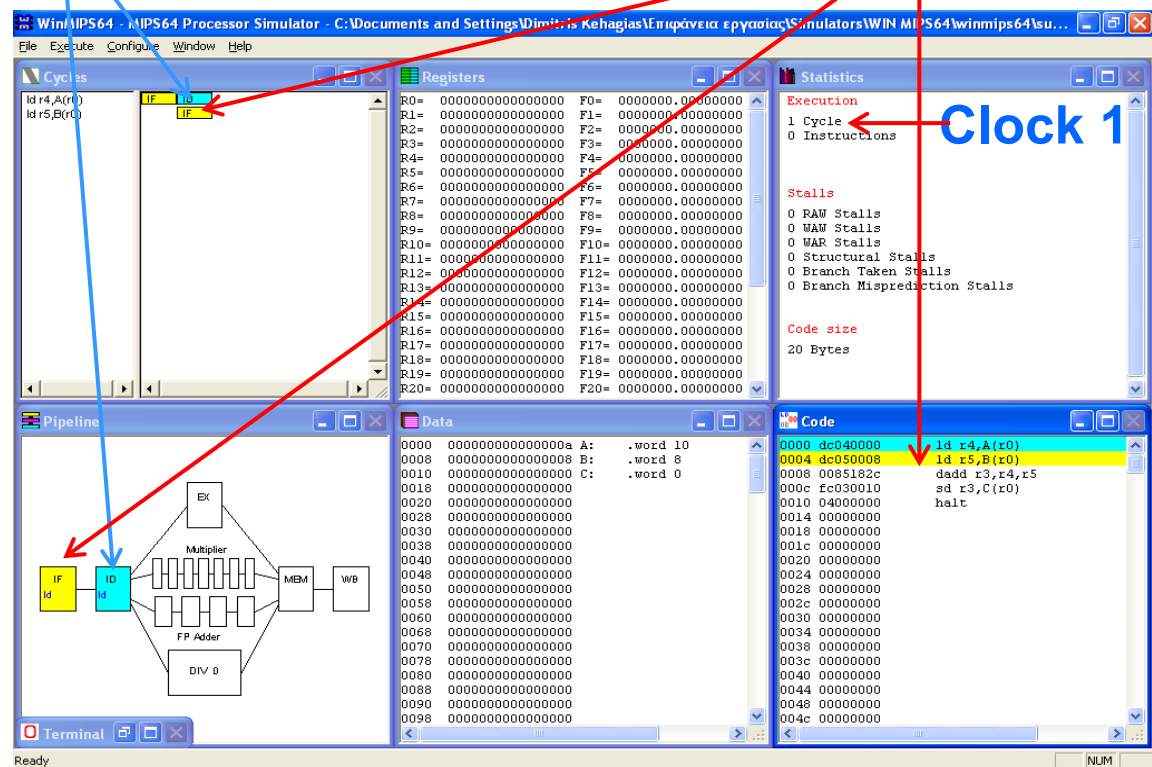 WinMIPS64 - MIPS64 Processor Simulator - C:\Documents and Settings\Dimitris Kehagias\Επιφάνεια εργασίας\Simulators\WIN MIPS64\winmips64\su...
File Execute Configure Window Help
Cycles
ld r4,A(r0)
ld r5,B(r0)
IF ID
IF
Registers
R0= 0000000000000000 F0= 0000000.00000000
R1= 0000000000000000 F1= 0000000.00000000
R2= 0000000000000000 F2= 0000000.00000000
R3= 0000000000000000 F3= 0000000.00000000
R4= 0000000000000000 F4= 0000000.00000000
R5= 0000000000000000 F5= 0000000.00000000
R6= 0000000000000000 F6= 0000000.00000000
R7= 0000000000000000 F7= 0000000.00000000
R8= 0000000000000000 F8= 0000000.00000000
R9= 0000000000000000 F9= 0000000.00000000
R10= 0000000000000000 F10= 0000000.00000000
R11= 0000000000000000 F11= 0000000.00000000
R12= 0000000000000000 F12= 0000000.00000000
R13= 0000000000000000 F13= 0000000.00000000
R14= 0000000000000000 F14= 0000000.00000000
R15= 0000000000000000 F15= 0000000.00000000
R16= 0000000000000000 F16= 0000000.00000000
R17= 0000000000000000 F17= 0000000.00000000
R18= 0000000000000000 F18= 0000000.00000000
R19= 0000000000000000 F19= 0000000.00000000
R20= 0000000000000000 F20= 0000000.00000000
Statistics
Execution
1 Cycle
0 Instructions
Clock 1
Stalls
0 RAW Stalls
0 WAW Stalls
0 WAR Stalls
0 Structural Stalls
0 Branch Taken Stalls
0 Branch Misprediction Stalls
Code size
20 Bytes
Pipeline
EX
Multiplier
IF
ld
ID
ld
MEM
WB
FP Adder
DIV 0
Terminal
Data
0000 000000000000000a A: .word 10
0008 0000000000000008 B: .word 8
0010 0000000000000000 C: .word 0
0018 0000000000000000
0020 0000000000000000
0028 0000000000000000
0030 0000000000000000
0038 0000000000000000
0040 0000000000000000
0048 0000000000000000
0050 0000000000000000
0058 0000000000000000
0060 0000000000000000
0068 0000000000000000
0070 0000000000000000
0078 0000000000000000
0080 0000000000000000
0088 0000000000000000
0090 0000000000000000
0098 0000000000000000
Code
0000 dc040000 ld r4,A(r0)
0004 dc050008 ld r5,B(r0)
0008 0085182c dadd r3,r4,r5
000c fc030010 sd r3,C(r0)
0010 04000000 halt
0014 00000000
0018 00000000
001c 00000000
0020 00000000
0024 00000000
0028 00000000
002c 00000000
0030 00000000
0034 00000000
0038 00000000
003c 00000000
0040 00000000
0044 00000000
0048 00000000
004c 00000000
Ready
NUM